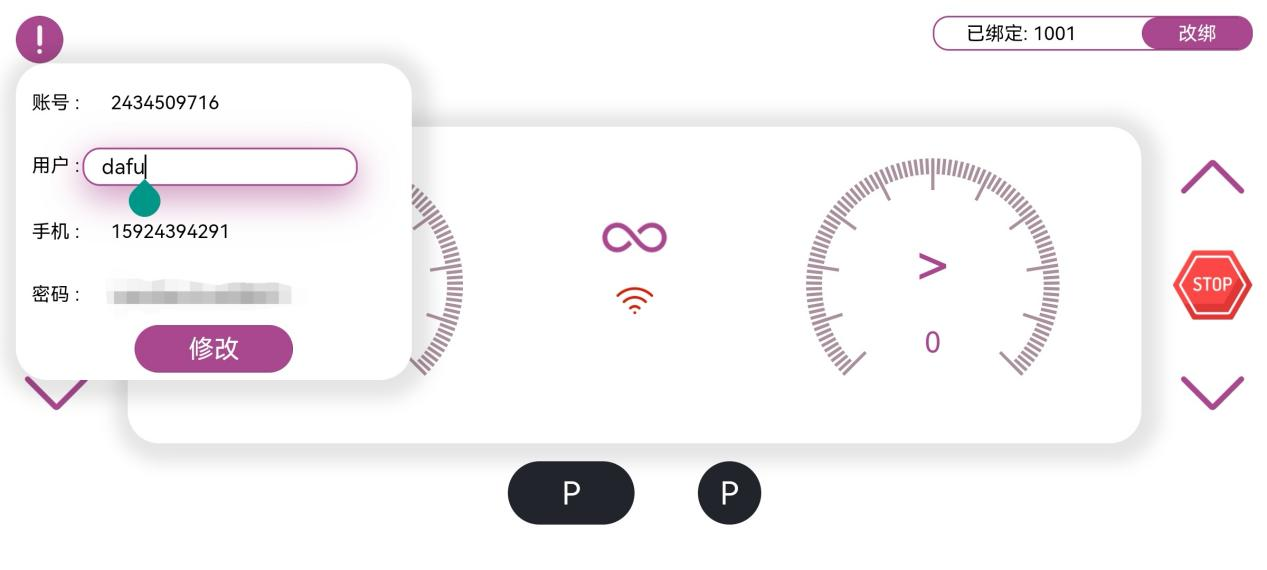 已绑定: 1001 改绑
账号 : 2434509716
用户 : dafu
手机 : 15924394291
密码 :
修改
>
0
STOP
P P